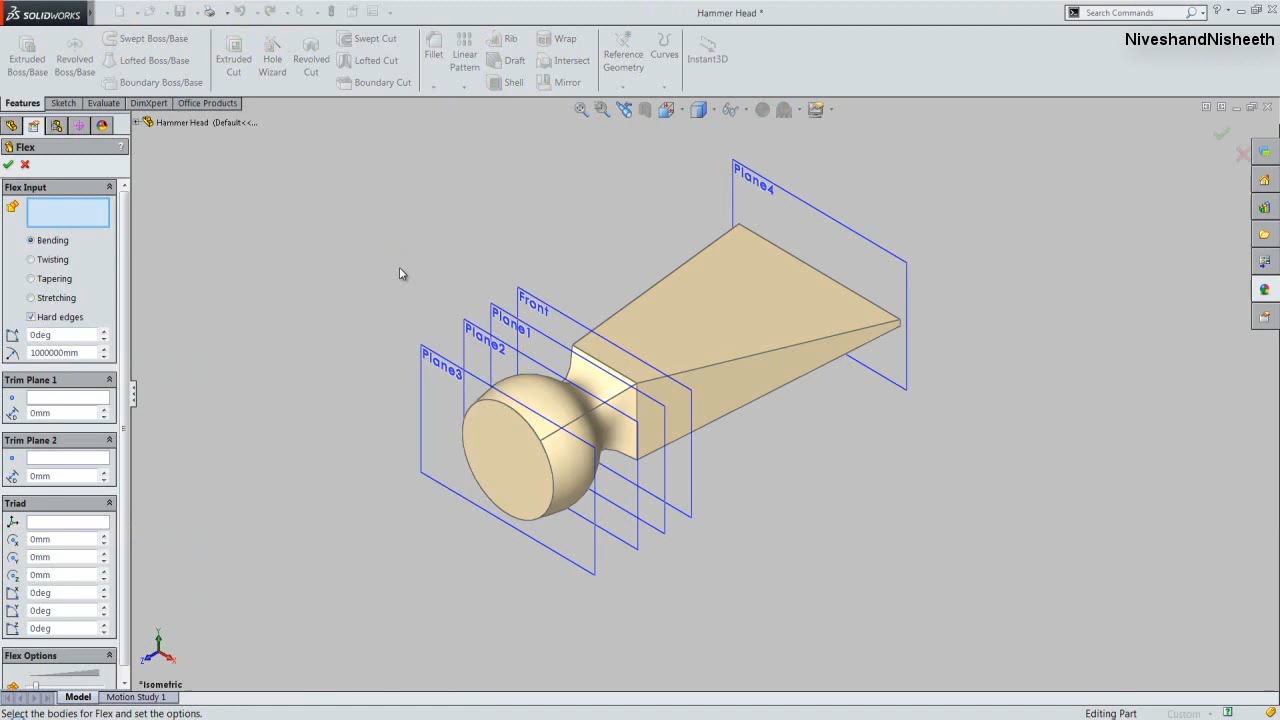 SOLIDWORKS
Hammer Head *
Search Commands
NiveshandNisheeth
Extruded Boss/Base
Revolved Boss/Base
Swept Boss/Base
Lofted Boss/Base
Boundary Boss/Base
Extruded Cut
Hole Wizard
Revolved Cut
Swept Cut
Lofted Cut
Boundary Cut
Fillet
Linear Pattern
Rib
Draft
Shell
Wrap
Intersect
Mirror
Reference Geometry
Curves
Instant3D
Features
Sketch
Evaluate
DimXpert
Office Products
Hammer Head (Default<<...
Flex
?
Flex Input
Bending
Twisting
Tapering
Stretching
Hard edges
0deg
1000000mm
Trim Plane 1
0mm
Trim Plane 2
0mm
Triad
0mm
0mm
0mm
0deg
0deg
0deg
Flex Options
Plane4
Front
Plane1
Plane2
Plane3
Y
Z
X
*Isometric
Model
Motion Study 1
Select the bodies for Flex and set the options.
Editing Part
Custom